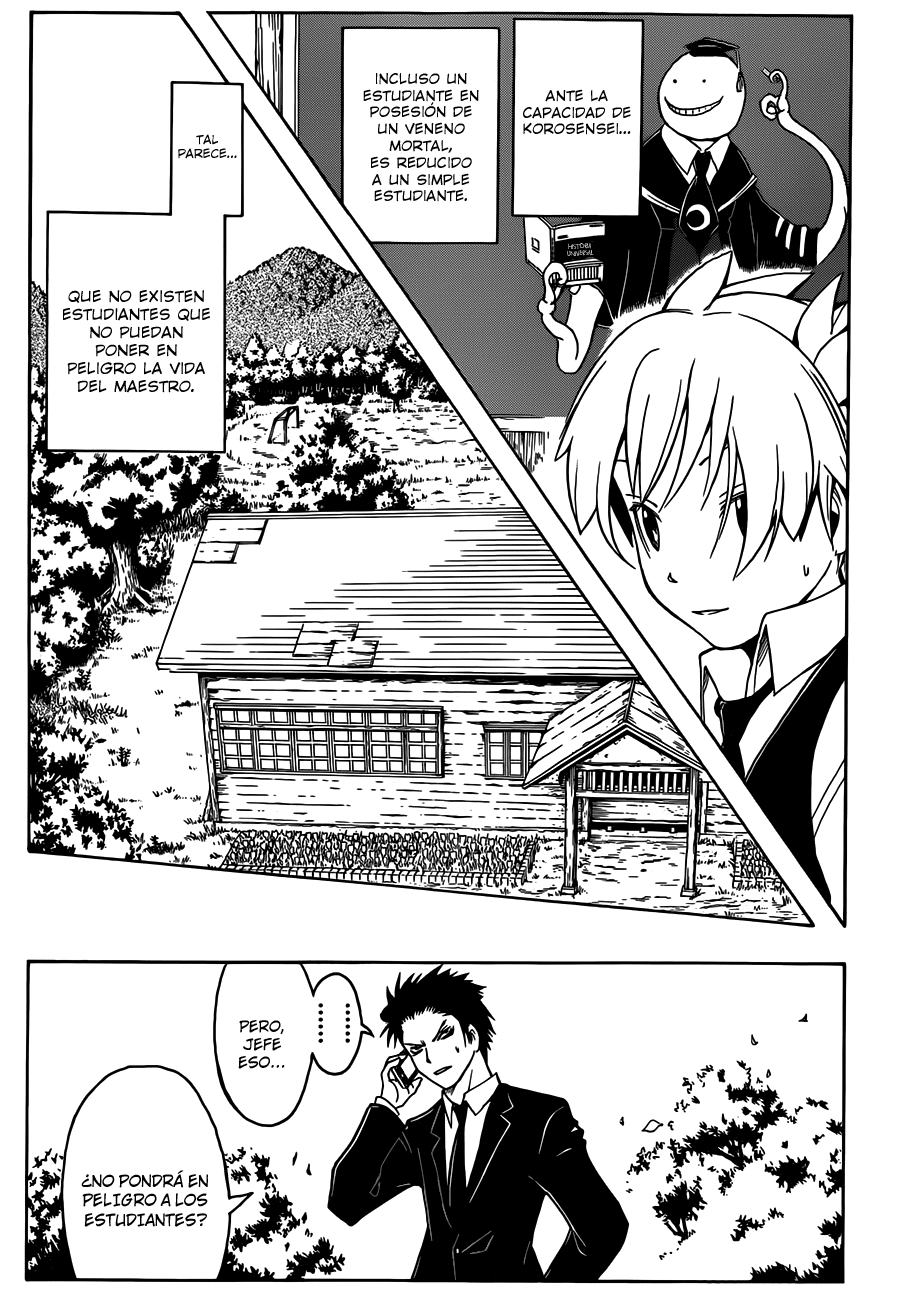 ANTE LA
CAPACIDAD DE
KOROSENSEI...
INCLUSO UN
ESTUDIANTE EN
POSESIÓN DE
UN VENENO
MORTAL,
ES REDUCIDO
A UN SIMPLE
ESTUDIANTE.
HISTORIA
UNIVERSAL
TAL
PARECE...
QUE NO EXISTEN
ESTUDIANTES QUE
NO PUEDAN
PONER EN
PELIGRO LA VIDA
DEL MAESTRO.
......
PERO,
JEFE
ESO...
¿NO PONDRÁ EN
PELIGRO A LOS
ESTUDIANTES?